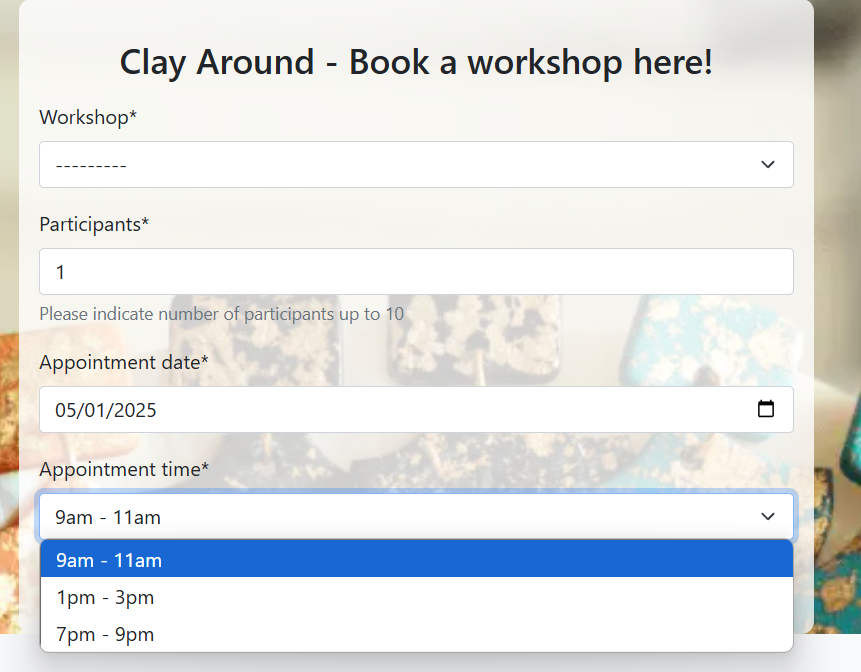 Clay Around - Book a workshop here!
Workshop*
---------
Participants*
1
Please indicate number of participants up to 10
Appointment date*
05/01/2025
Appointment time*
9am - 11am
9am - 11am
1pm - 3pm
7pm - 9pm